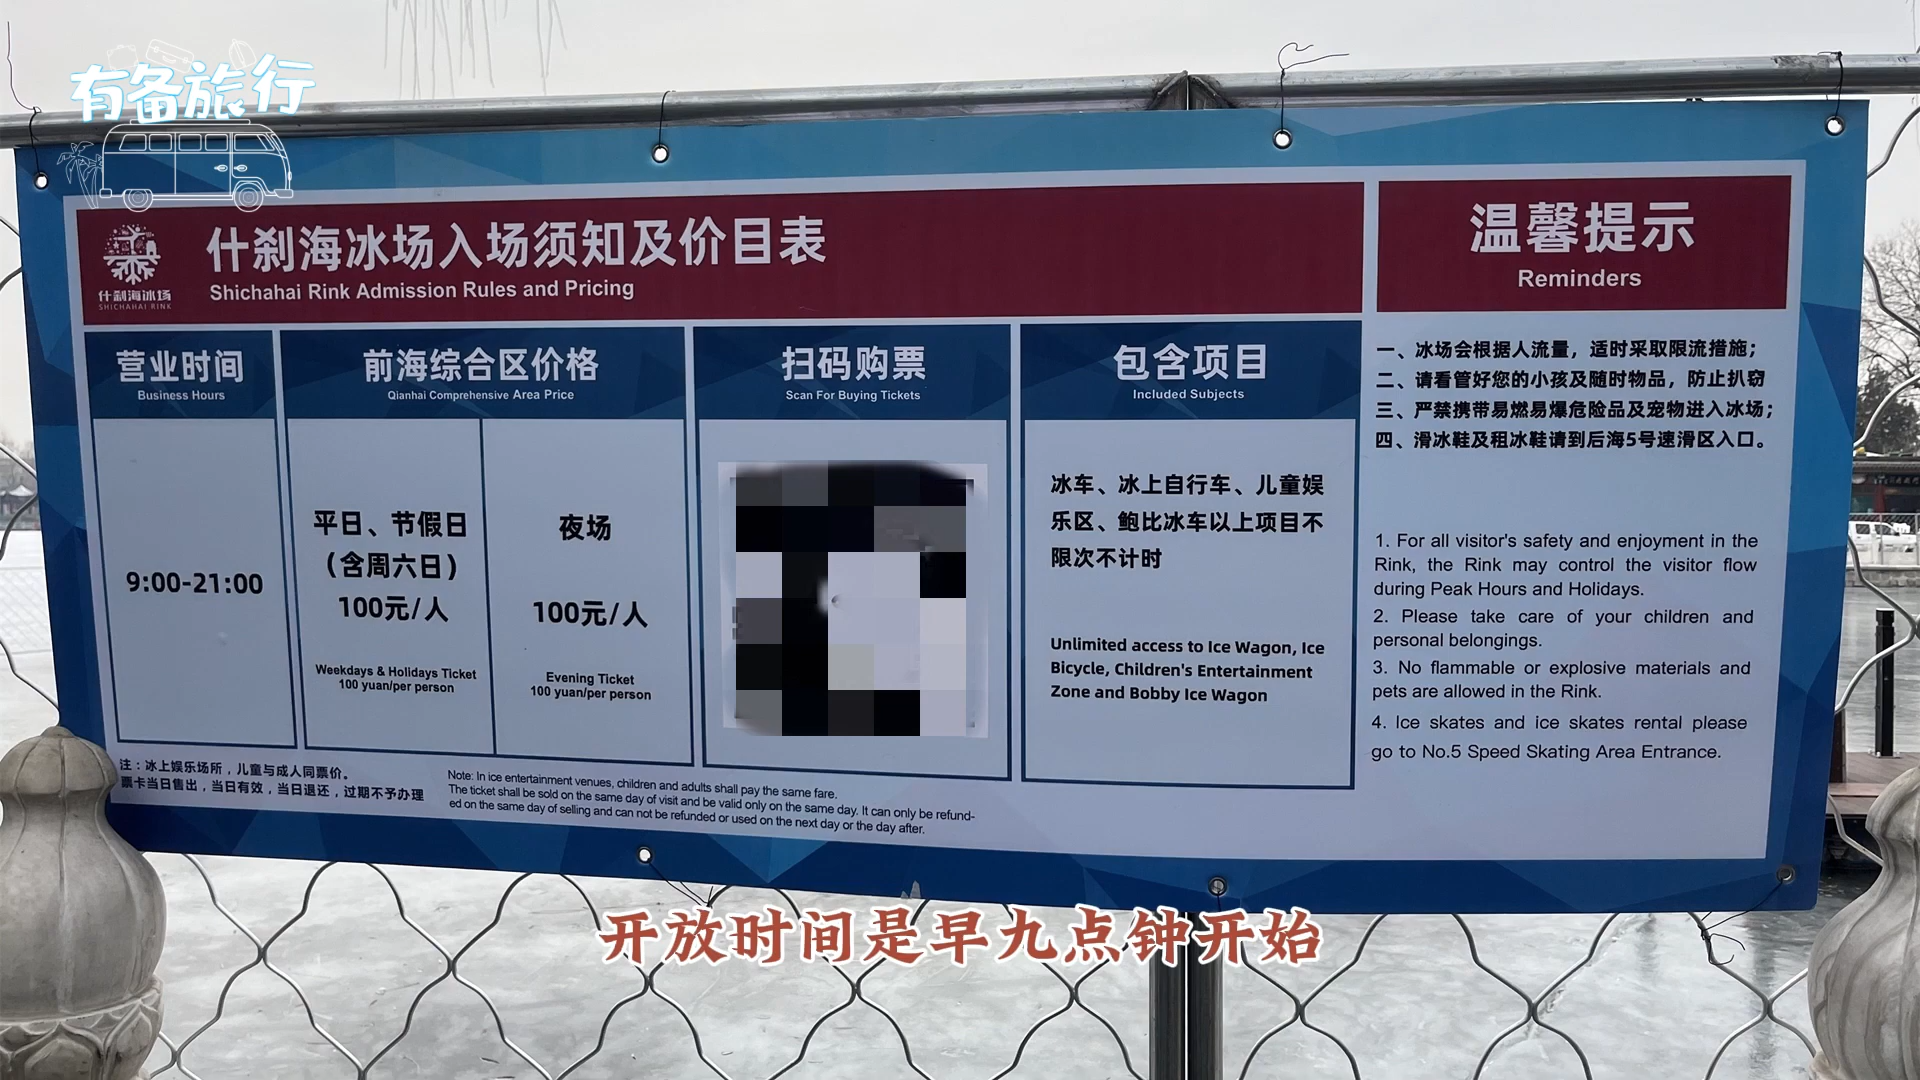 有备旅行
什刹海冰场
SHICHAHAI RINK
什刹海冰场入场须知及价目表
Shichahai Rink Admission Rules and Pricing
营业时间
Business Hours
9:00-21:00
前海综合区价格
Qianhai Comprehensive Area Price
平日、节假日
（含周六日）
100元/人
Weekdays & Holidays Ticket
100 yuan/per person
夜场
100元/人
Evening Ticket
100 yuan/per person
扫码购票
Scan For Buying Tickets
包含项目
Included Subjects
冰车、冰上自行车、儿童娱
乐区、鲍比冰车以上项目不
限次不计时
Unlimited access to Ice Wagon, Ice
Bicycle, Children's Entertainment
Zone and Bobby Ice Wagon
注：冰上娱乐场所，儿童与成人同票价。
票卡当日售出，当日有效，当日退还，过期不予办理
Note: In ice entertainment venues, children and adults shall pay the same fare.
The ticket shall be sold on the same day of visit and be valid only on the same day. It can only be refund-
ed on the same day of selling and can not be refunded or used on the next day or the day after.
温馨提示
Reminders
一、冰场会根据人流量，适时采取限流措施；
二、请看管好您的小孩及随时物品，防止扒窃
三、严禁携带易燃易爆危险品及宠物进入冰场；
四、滑冰鞋及租冰鞋请到后海5号速滑区入口。
1. For all visitor's safety and enjoyment in the
Rink, the Rink may control the visitor flow
during Peak Hours and Holidays.
2. Please take care of your children and
personal belongings.
3. No flammable or explosive materials and
pets are allowed in the Rink.
4. Ice skates and ice skates rental please
go to No.5 Speed Skating Area Entrance.
开放时间是早九点钟开始